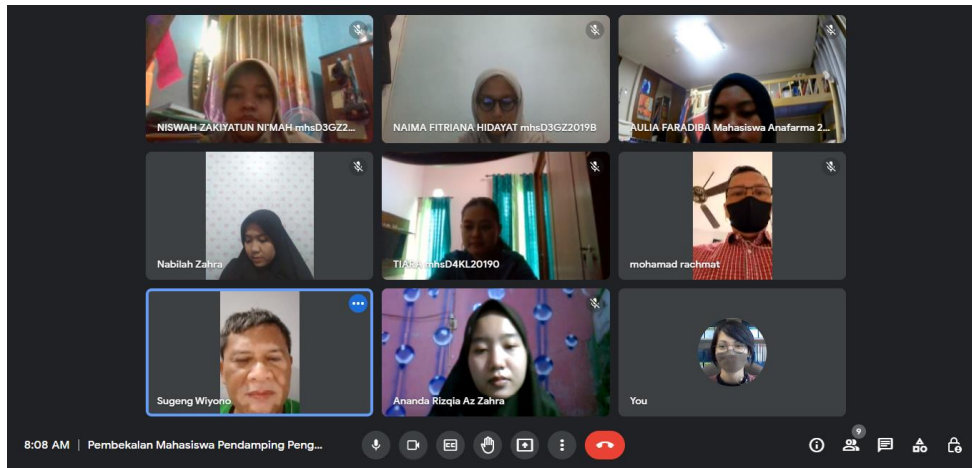 NISWAH ZAKIYATUN NI'MAH mhsD3GZ2...
NAIMA FITRIANA HIDAYAT mhsD3GZ2019B
AULIA FARADIBA Mahasiswa Anafarma 2...
Nabilah Zahra
TIARA mhsD4KL20190
mohamad rachmat
Sugeng Wiyono
Ananda Rizqia Az Zahra
You
8:08 AM | Pembekalan Mahasiswa Pendamping Peng...
CC
9